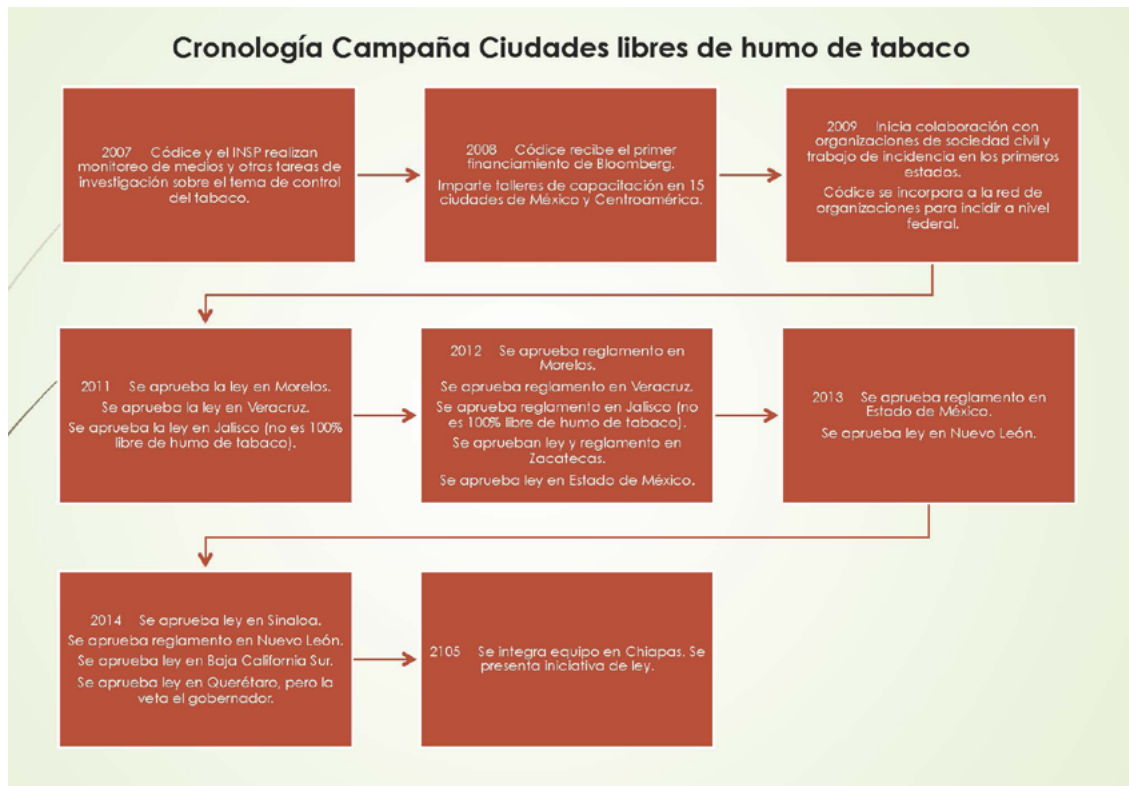 Cronología Campaña Ciudades libres de humo de tabaco
2007 Códice y el INSP realizan
monitoreo de medios y otras tareas de
investigación sobre el tema de control
del tabaco.
2008 Códice recibe el primer
financiamiento de Bloomberg.
Imparte talleres de capacitación en 15
ciudades de México y Centroamérica.
2009 Inicia colaboración con
organizaciones de sociedad civil y
trabajo de incidencia en los primeros
estados.
Códice se incorpora a la red de
organizaciones para incidir a nivel
federal.
2011 Se aprueba la ley en Morelos.
Se aprueba la ley en Veracruz.
Se aprueba la ley en Jalisco (no es 100%
libre de humo de tabaco).
2012 Se aprueba reglamento en
Morelos.
Se aprueba reglamento en Veracruz.
Se aprueba reglamento en Jalisco (no
es 100% libre de humo de tabaco).
Se aprueban ley y reglamento en
Zacatecas.
Se aprueba ley en Estado de México.
2013 Se aprueba reglamento en
Estado de México.
Se aprueba ley en Nuevo León.
2014 Se aprueba ley en Sinaloa.
Se aprueba reglamento en Nuevo León.
Se aprueba ley en Baja California Sur.
Se aprueba ley en Querétaro, pero la
veta el gobernador.
2105 Se integra equipo en Chiapas. Se
presenta iniciativa de ley.